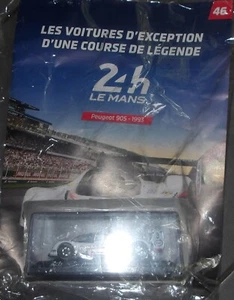 46
LES VOITURES D'EXCEPTION
D'UNE COURSE DE LÉGENDE
24h
LE MANS
Peugeot 905 - 1993